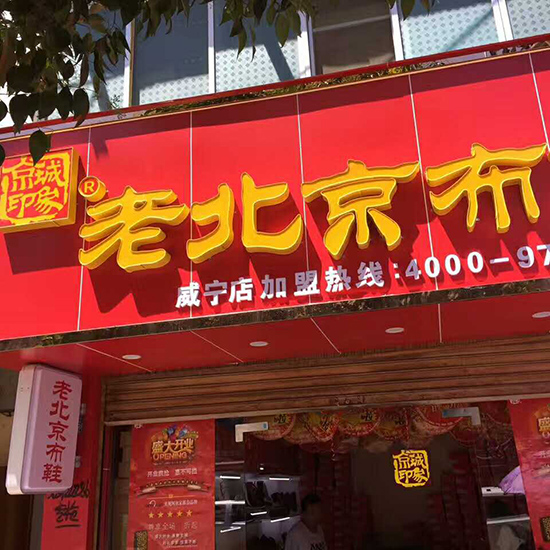 京城
印象
®
老北京布
威宁店 加盟热线:4000-97
老北京布鞋
盛大开业
OPENING
京城
印象